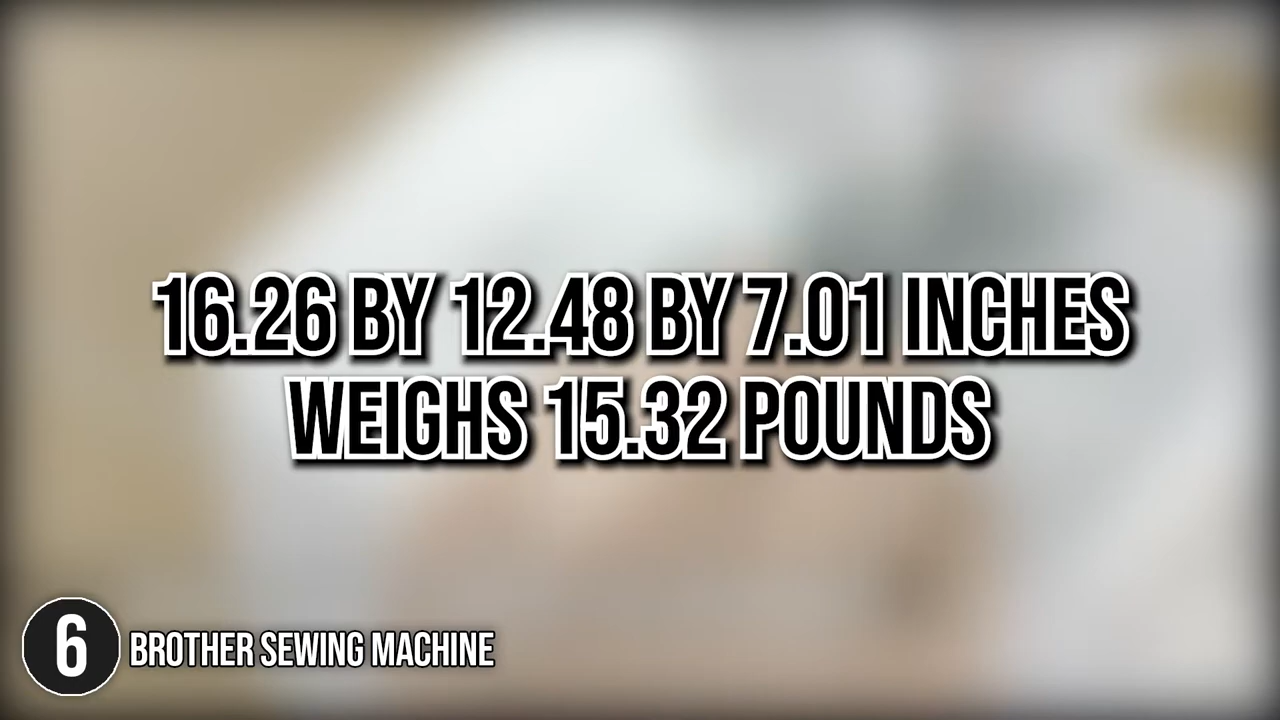 16.26 BY 12.48 BY 7.01 INCHES
WEIGHS 15.32 POUNDS
6 BROTHER SEWING MACHINE